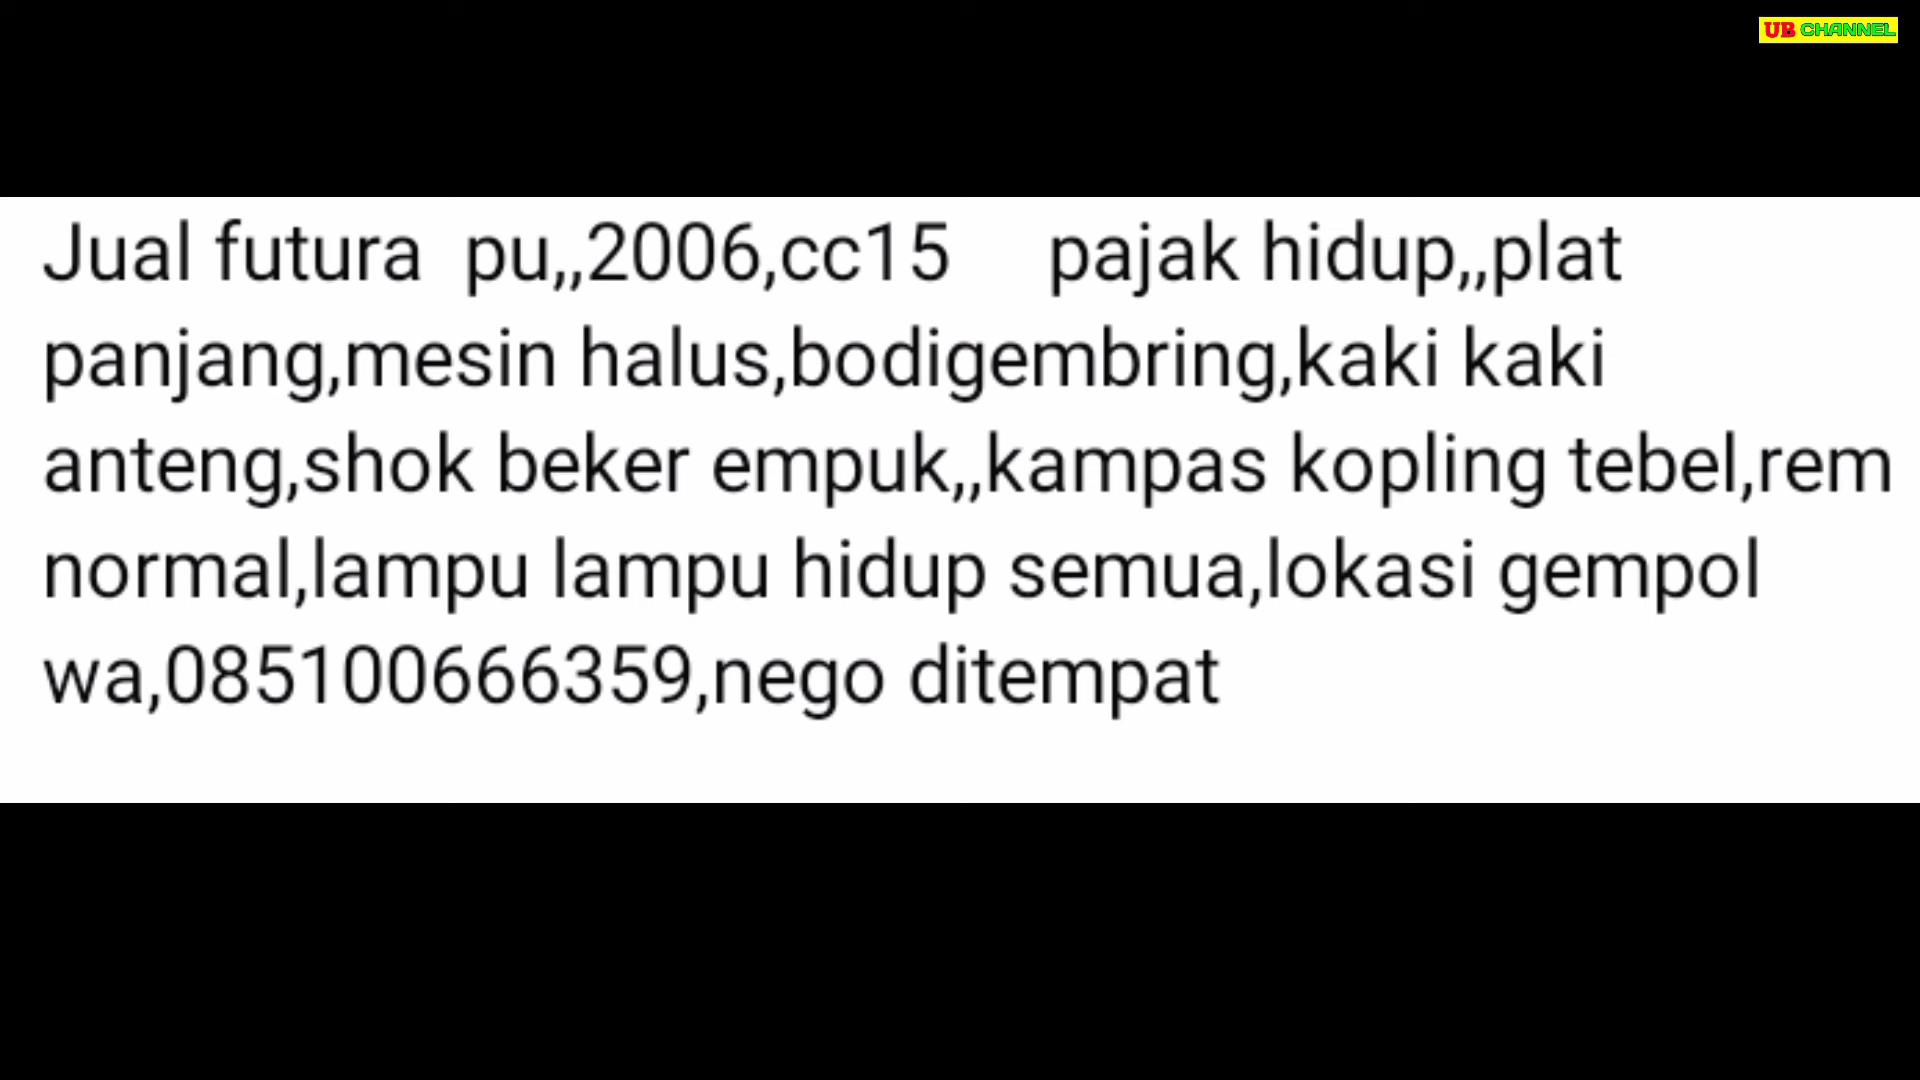 UB CHANNEL
Jual futura  pu,,2006,cc15     pajak hidup,,plat
panjang,mesin halus,bodigembring,kaki kaki
anteng,shok beker empuk,,kampas kopling tebel,rem
normal,lampu lampu hidup semua,lokasi gempol
wa,085100666359,nego ditempat